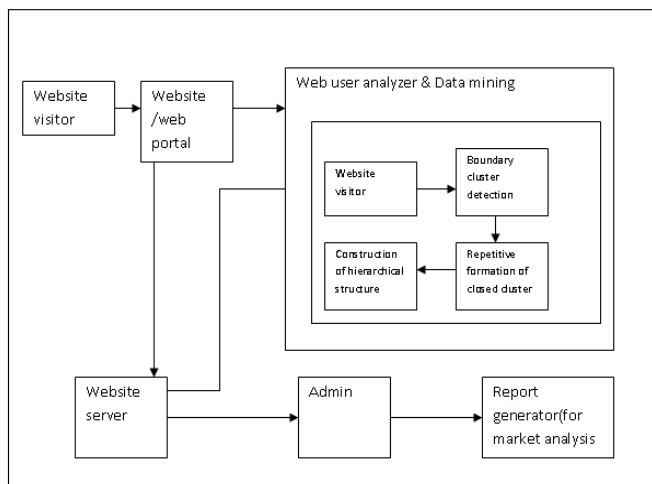 Website
visitor
Website
/web
portal
Web user analyzer & Data mining
Website
visitor
Boundary
cluster
detection
Construction
of hierarchical
structure
Repetitive
formation of
closed cluster
Website
server
Admin
Report
generator(for
market analysis